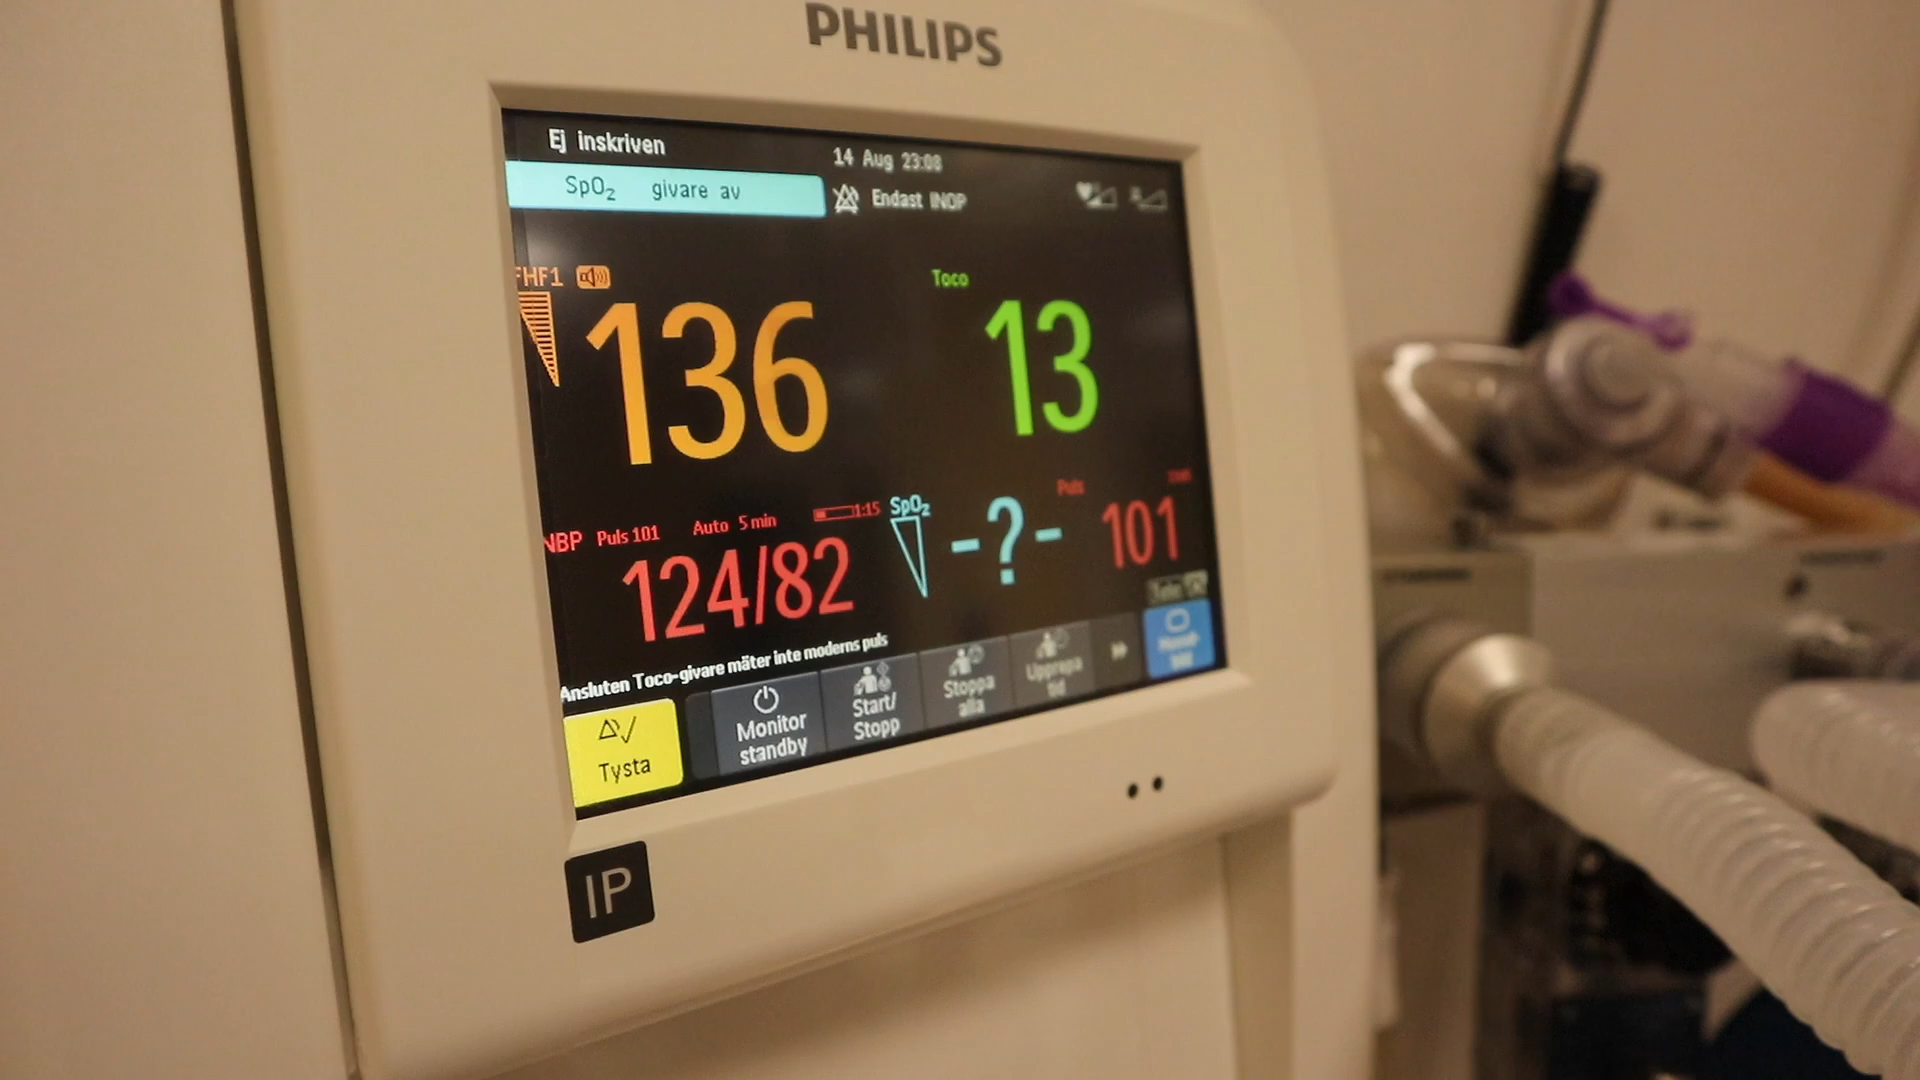 PHILIPS
Ej inskriven
14 Aug 23:08
SpO₂ givare av
Endast INOP
FHF1
Toco
136
13
NBP Puls 101 Auto 5 min 1:15
SpO₂
Puls
124/82
-?-
101
Ansluten Toco-givare mäter inte moderns puls
Tysta
Monitor
standby
Start/
Stopp
Stoppa
alla
Upprepa
tid
IP